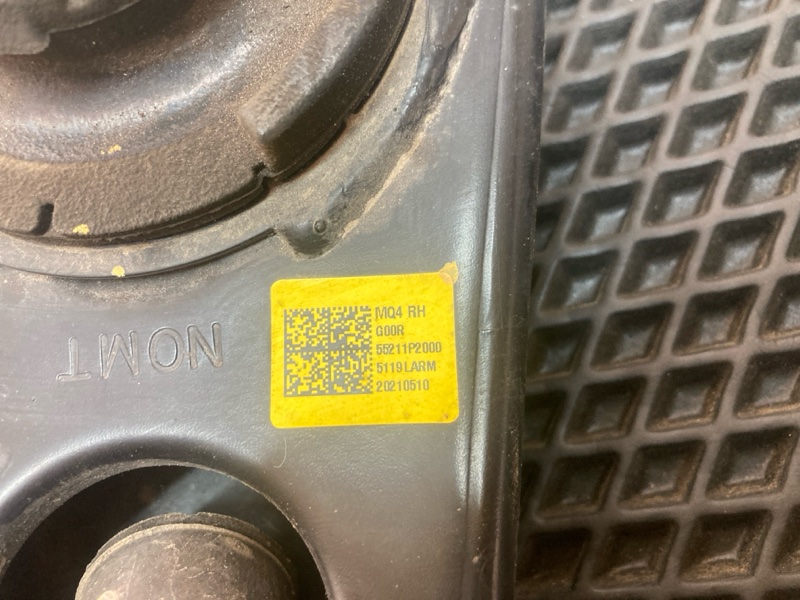 MQ4 RH
G00R
55211P2000
5119LARM
20210510
NOMT